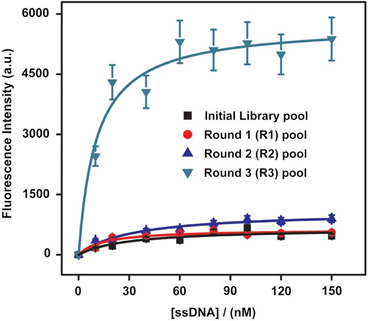 Fluorescence Intensity (a.u.)
6000
4500
3000
1500
0
Initial Library pool
Round 1 (R1) pool
Round 2 (R2) pool
Round 3 (R3) pool
0 30 60 90 120 150 180
[ssDNA] / (nM)